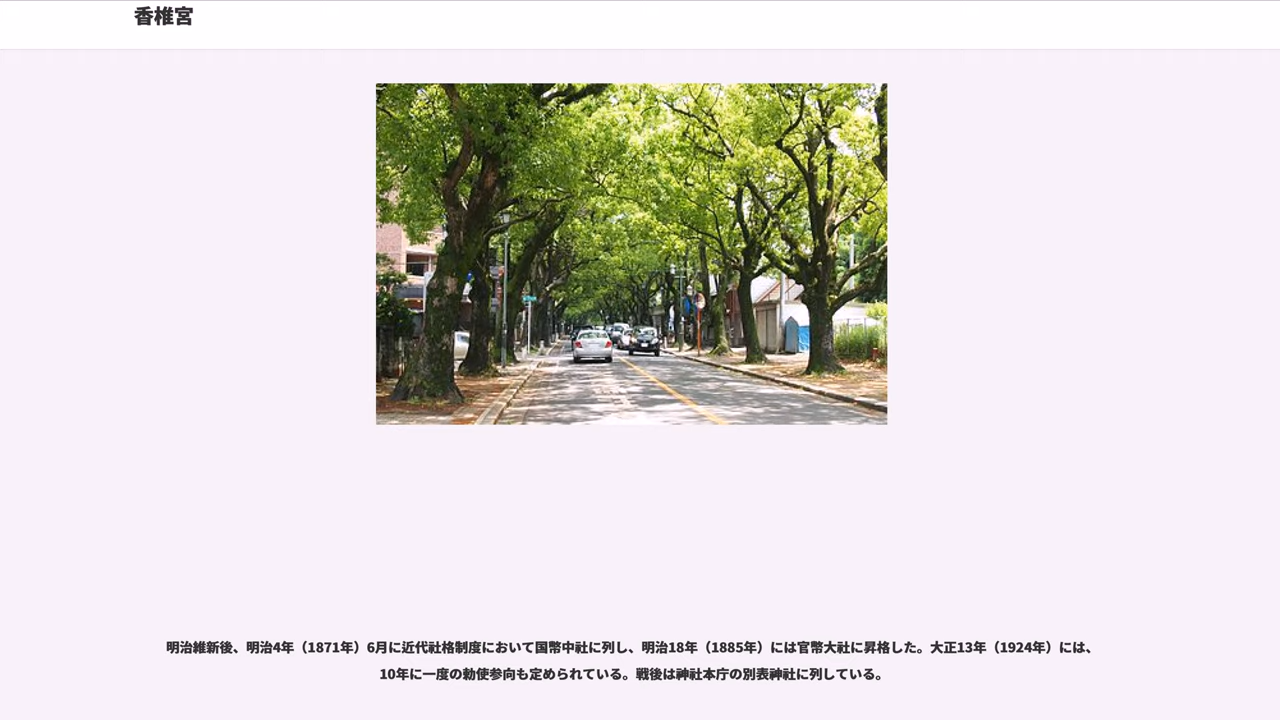 香椎宮
明治維新後、明治4年（1871年）6月に近代社格制度において国幣中社に列し、明治18年（1885年）には官幣大社に昇格した。大正13年（1924年）には、
10年に一度の勅使参向も定められている。戦後は神社本庁の別表神社に列している。